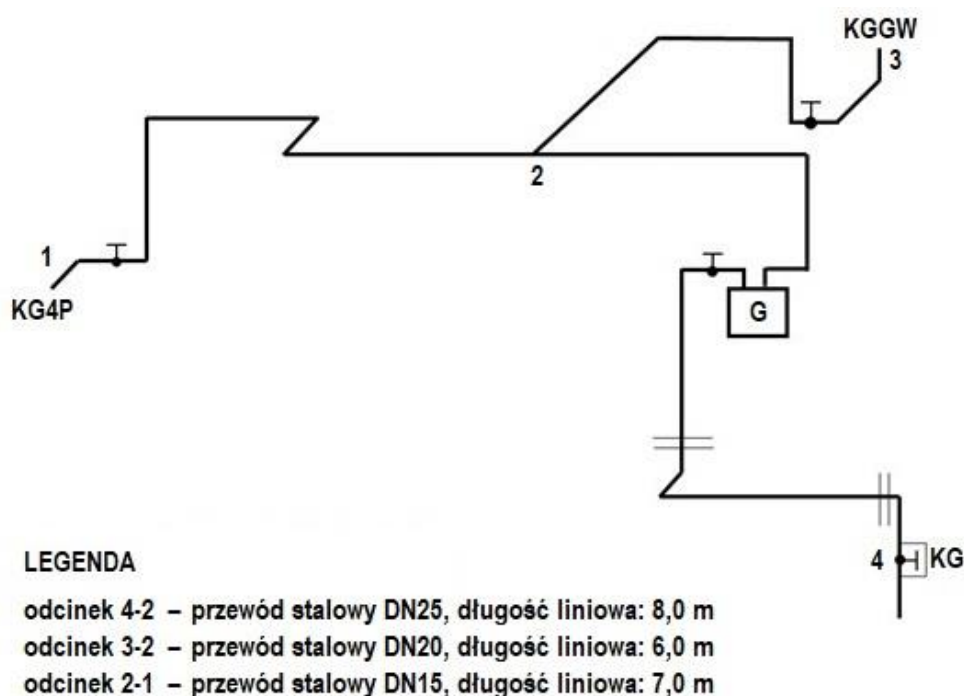 KGGW
3
2
1
KG4P
G
4 KG
LEGENDA
odcinek 4-2 – przewód stalowy DN25, długość liniowa: 8,0 m
odcinek 3-2 – przewód stalowy DN20, długość liniowa: 6,0 m
odcinek 2-1 – przewód stalowy DN15, długość liniowa: 7,0 m